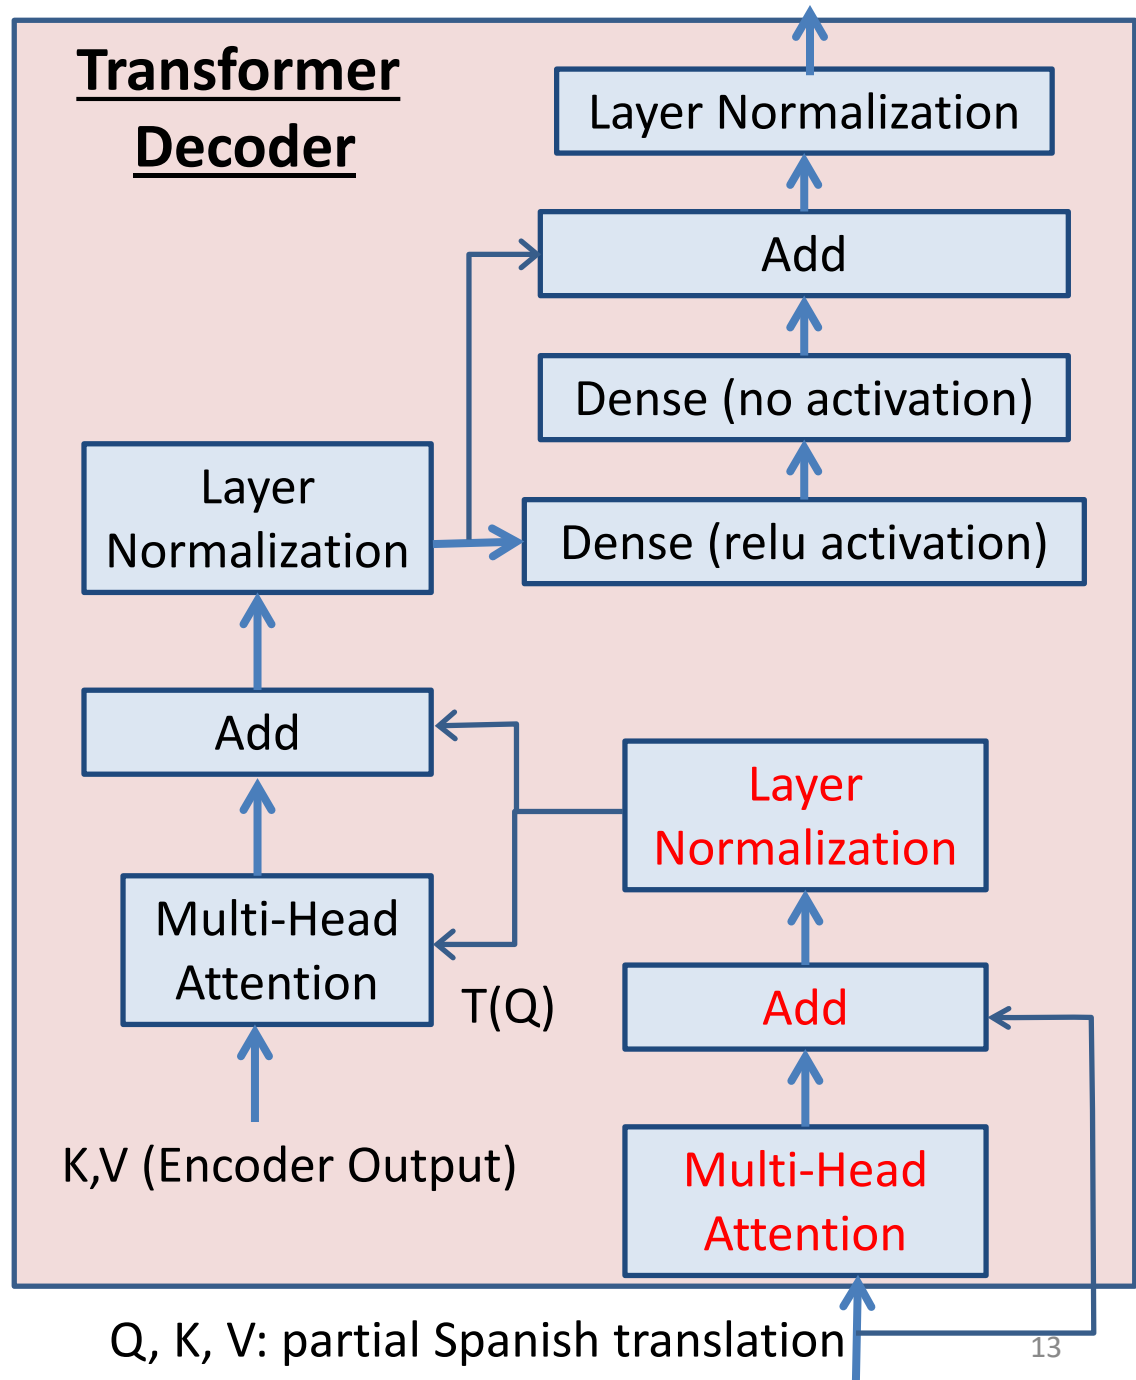 Transformer
Decoder
Layer Normalization
Add
Dense (no activation)
Dense (relu activation)
Layer
Normalization
Add
Multi-Head
Attention
T(Q)
K,V (Encoder Output)
Layer
Normalization
Add
Multi-Head
Attention
Q, K, V: partial Spanish translation
13